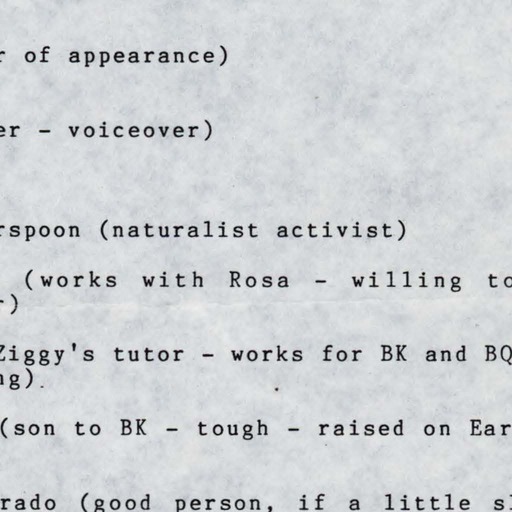 r of appearance)
er - voiceover)
rspoon (naturalist activist)
(works with Rosa - willing to
r)
Ziggy's tutor - works for BK and BQ
ng).
(son to BK - tough - raised on Ear
rado (good person, if a little sl